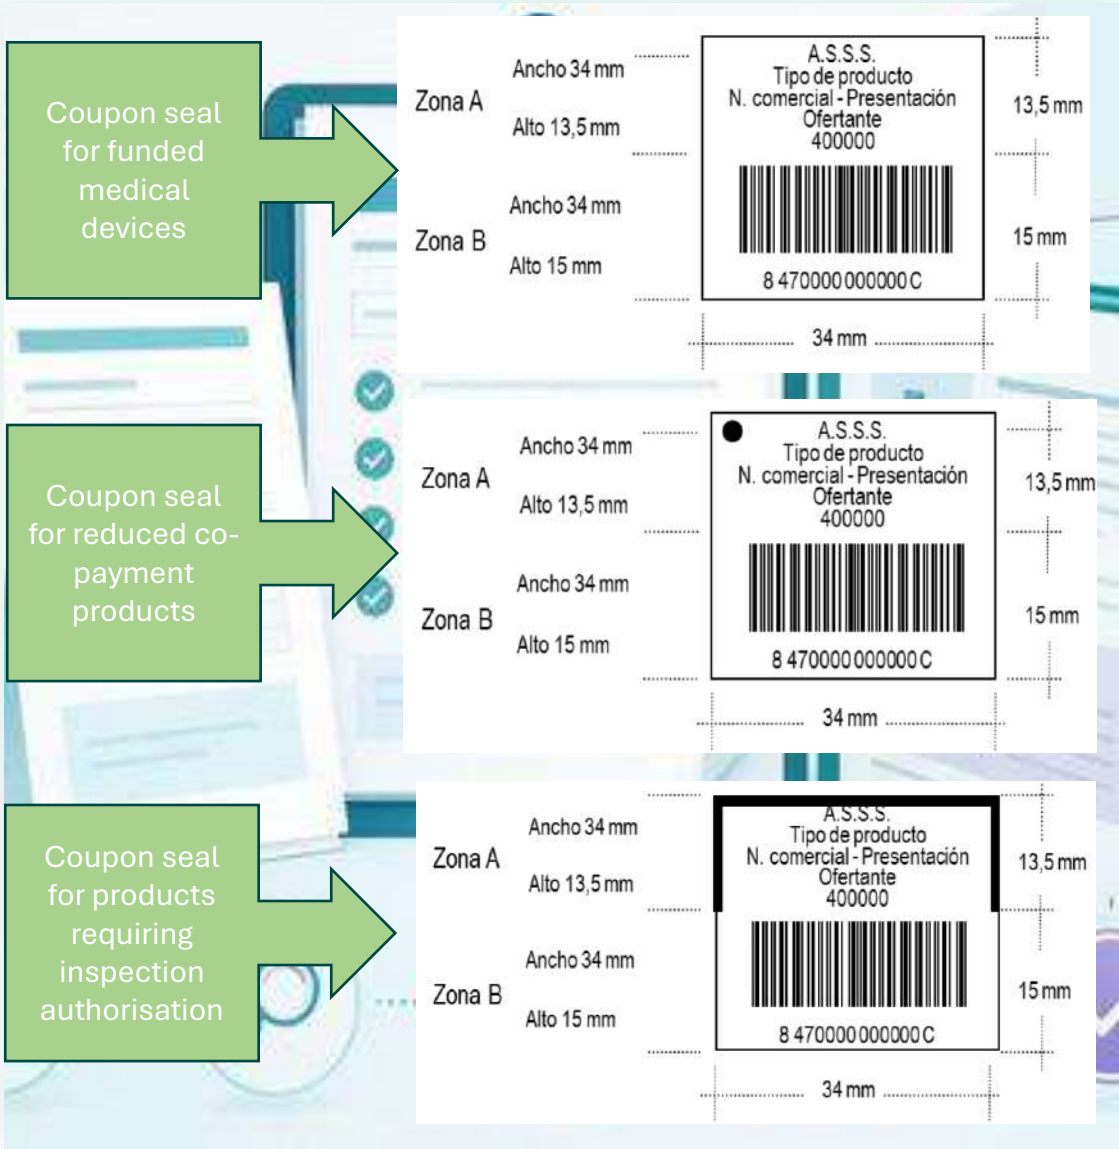 Coupon seal
for funded
medical
devices
Zona A
Ancho 34 mm
Alto 13,5 mm
Zona B
Ancho 34 mm
Alto 15 mm
A.S.S.S.
Tipo de producto
N. comercial - Presentación
Ofertante
400000
8 470000 000000 C
13,5 mm
15 mm
34 mm
Coupon seal
for reduced co-
payment
products
Zona A
Ancho 34 mm
Alto 13,5 mm
Zona B
Ancho 34 mm
Alto 15 mm
A.S.S.S.
Tipo de producto
N. comercial - Presentación
Ofertante
400000
8 470000 000000 C
13,5 mm
15 mm
34 mm
Coupon seal
for products
requiring
inspection
authorisation
Zona A
Ancho 34 mm
Alto 13,5 mm
Zona B
Ancho 34 mm
Alto 15 mm
A.S.S.S.
Tipo de producto
N. comercial - Presentación
Ofertante
400000
8 470000 000000 C
13,5 mm
15 mm
34 mm